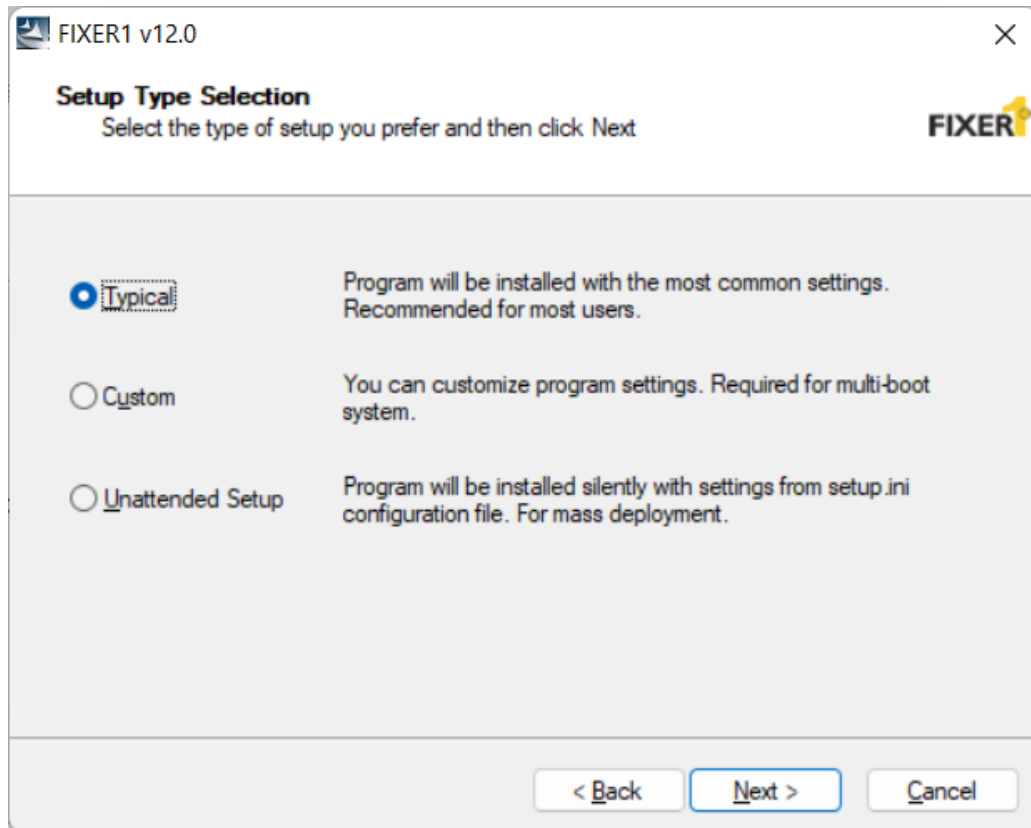 FIXER1 v12.0
Setup Type Selection
Select the type of setup you prefer and then click Next
FIXER1
Typical
Program will be installed with the most common settings.
Recommended for most users.
Custom
You can customize program settings. Required for multi-boot
system.
Unattended Setup
Program will be installed silently with settings from setup.ini
configuration file. For mass deployment.
< Back
Next >
Cancel